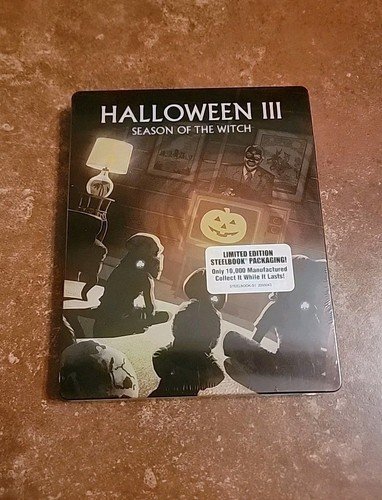 HALLOWEEN III
SEASON OF THE WITCH
LIMITED EDITION
STEELBOOK® PACKAGING!
Only 10,000 Manufactured
Collect It While It Lasts!